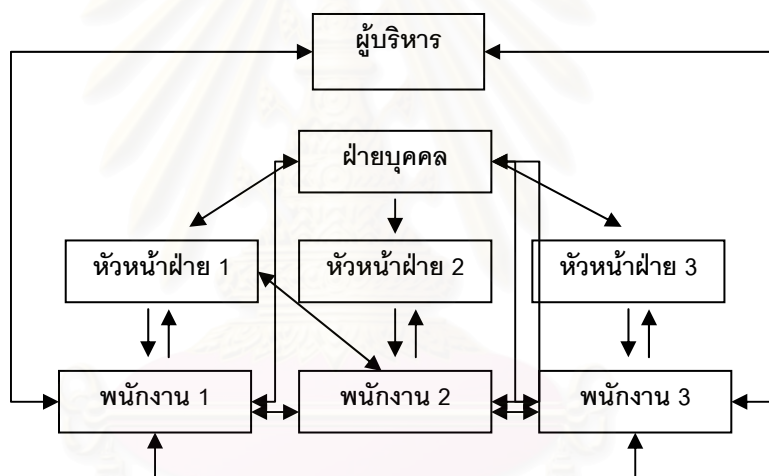 ผู้บริหาร
ฝ่ายบุคคล
หัวหน้าฝ่าย 1
หัวหน้าฝ่าย 2
หัวหน้าฝ่าย 3
พนักงาน 1
พนักงาน 2
พนักงาน 3